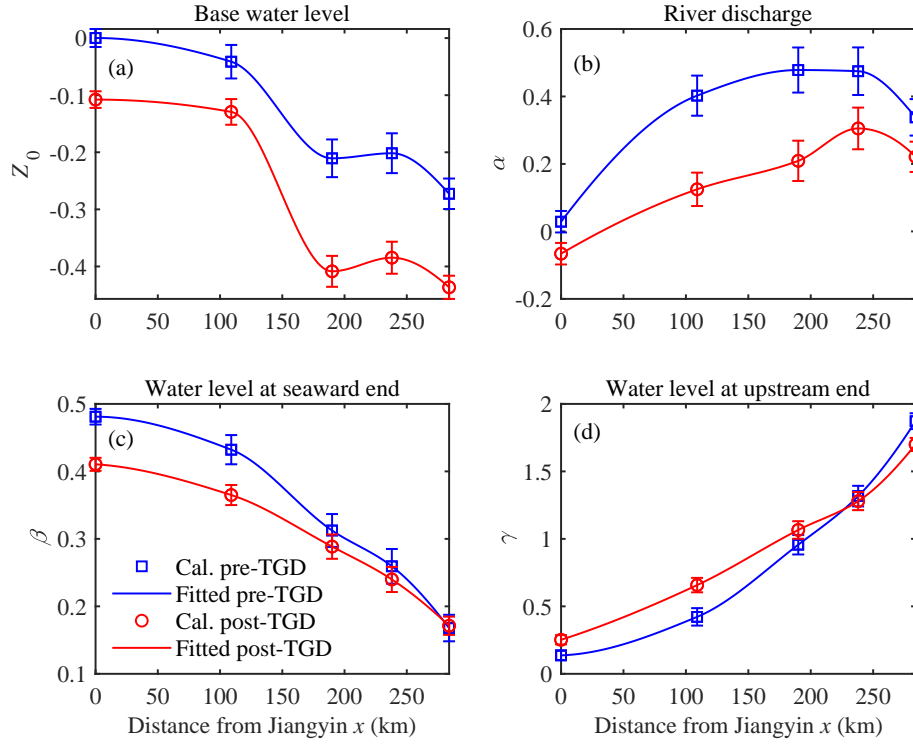 Base water level
(a)
Z0
0
-0.1
-0.2
-0.3
-0.4
0 50 100 150 200 250
River discharge
(b)
α
0.6
0.4
0.2
0
-0.2
0 50 100 150 200 250
Water level at seaward end
(c)
β
0.5
0.4
0.3
0.2
0.1
Cal. pre-TGD
Fitted pre-TGD
Cal. post-TGD
Fitted post-TGD
0 50 100 150 200 250
Distance from Jiangyin x (km)
Water level at upstream end
(d)
γ
2
1.5
1
0.5
0
0 50 100 150 200 250
Distance from Jiangyin x (km)